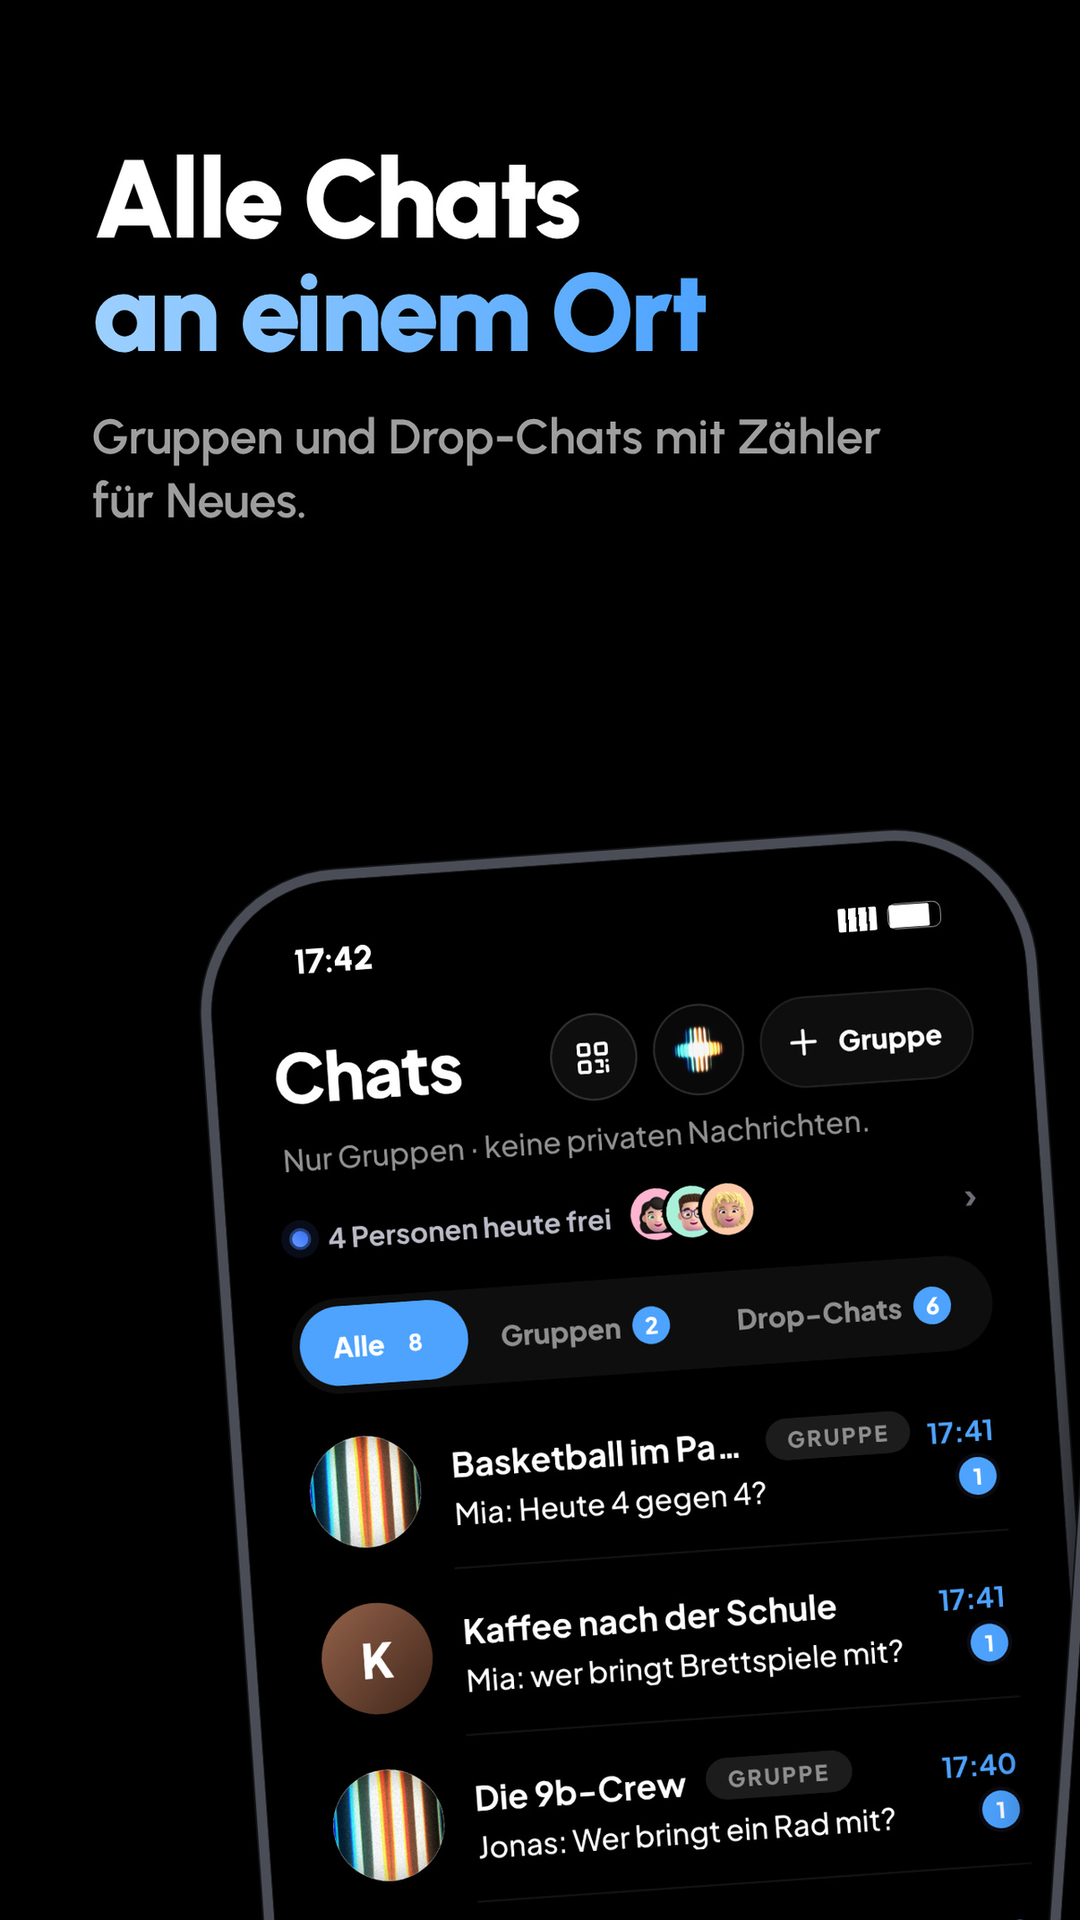 Alle Chats
an einem Ort
Gruppen und Drop-Chats mit Zähler
für Neues.
17:42
Chats
+ Gruppe
Nur Gruppen · keine privaten Nachrichten.
4 Personen heute frei
Alle 8
Gruppen 2
Drop-Chats 6
Basketball im Pa... GRUPPE 17:41
Mia: Heute 4 gegen 4? 1
Kaffee nach der Schule 17:41
K
Mia: wer bringt Brettspiele mit? 1
Die 9b-Crew GRUPPE 17:40
Jonas: Wer bringt ein Rad mit? 1